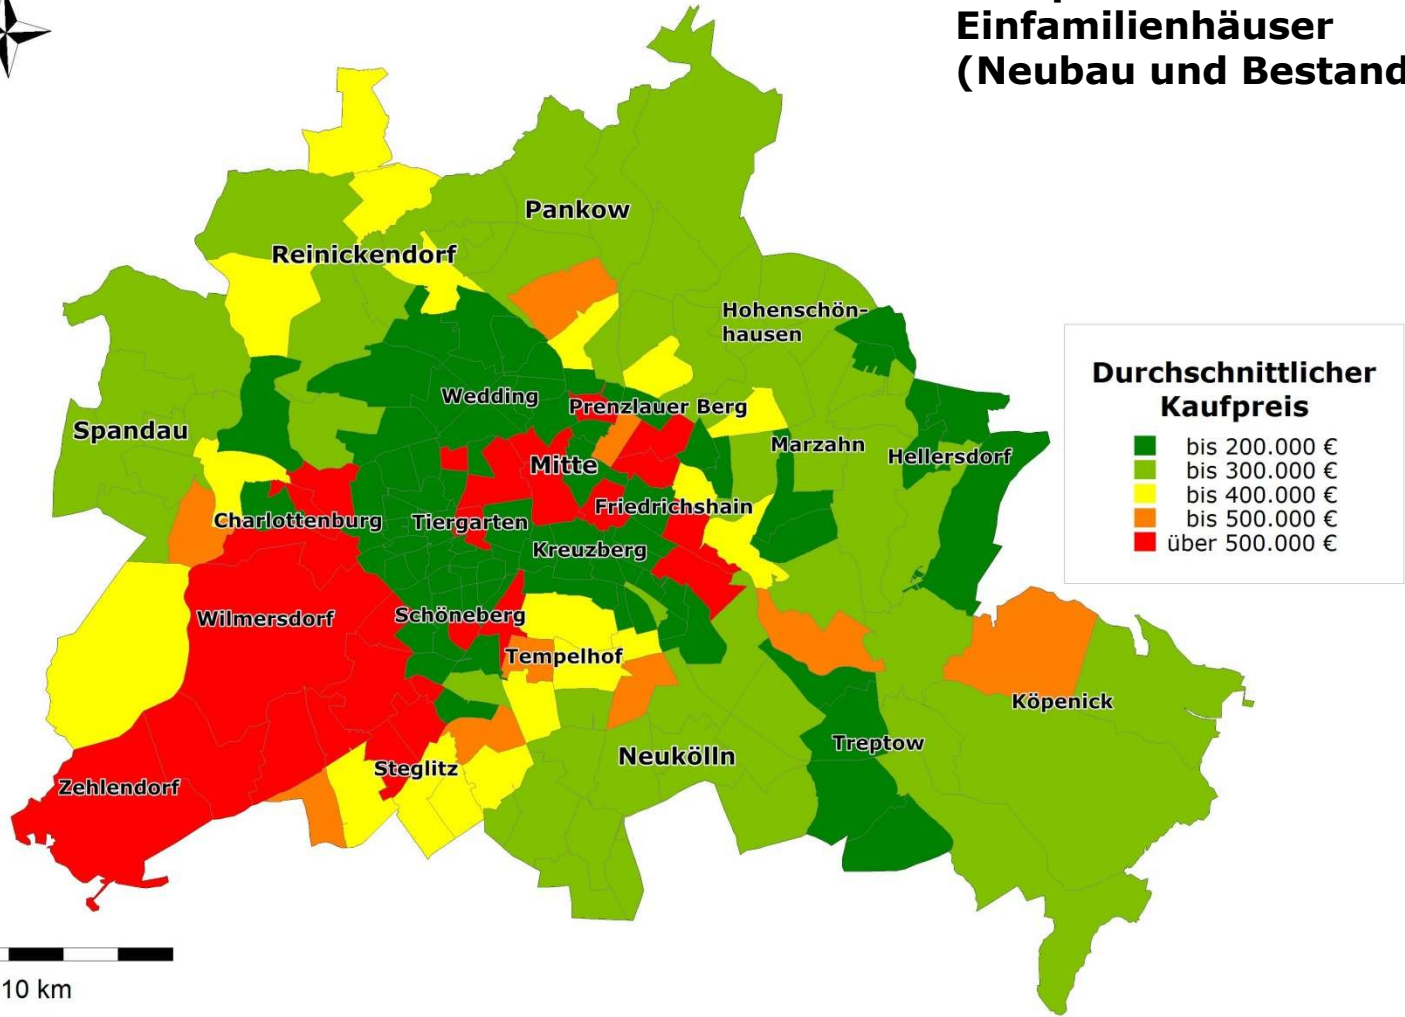 Einfamilienhäuser
(Neubau und Bestand
Pankow
Reinickendorf
Hohenschön-
hausen
Wedding
Prenzlauer Berg
Spandau
Marzahn
Hellersdorf
Mitte
Charlottenburg
Tiergarten
Friedrichshain
Kreuzberg
Wilmersdorf
Schöneberg
Tempelhof
Köpenick
Treptow
Neukölln
Steglitz
Zehlendorf
Durchschnittlicher
Kaufpreis
bis 200.000 €
bis 300.000 €
bis 400.000 €
bis 500.000 €
über 500.000 €
10 km